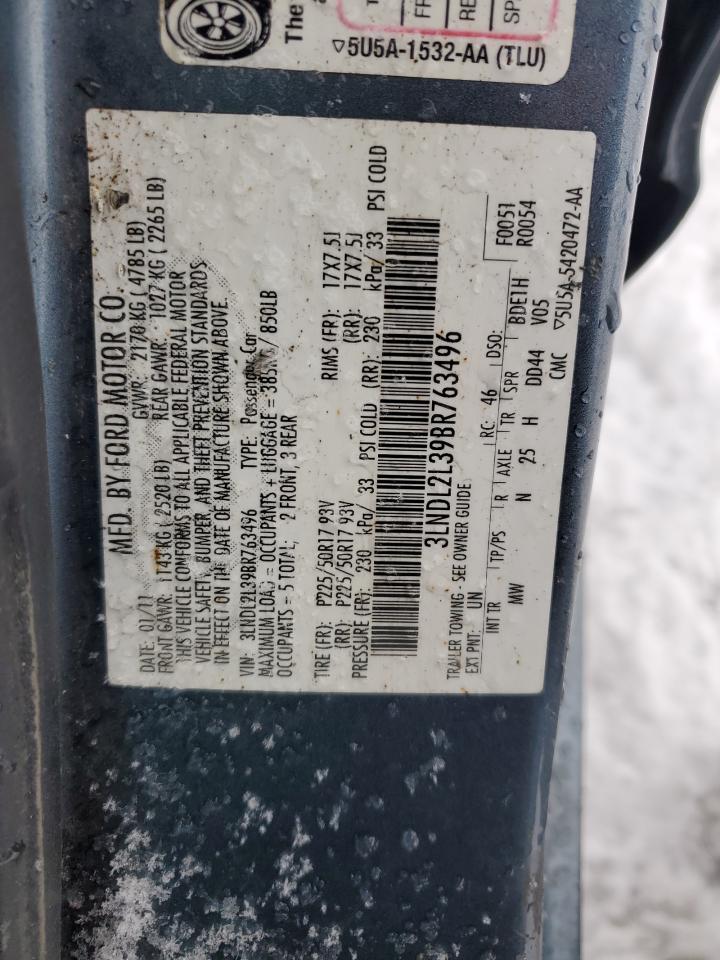 The
FR
RE
SP
▽5U5A-1532-AA (TLU)
MFD. BY FORD MOTOR CO.
DATE: 01/11 GVWR: 2170 KG ( 4785 LB)
FRONT GAWR: 1143 KG ( 2520 LB) REAR GAWR: 1027 KG ( 2265 LB)
THIS VEHICLE CONFORMS TO ALL APPLICABLE FEDERAL MOTOR
VEHICLE SAFETY, BUMPER, AND THEFT PREVENTION STANDARDS
IN EFFECT ON THE DATE OF MANUFACTURE SHOWN ABOVE.
VIN: 3LNDL2L39BR763496 TYPE: Passenger Car
MAXIMUM LOAD = OCCUPANTS + LUGGAGE = / 850LB
OCCUPANTS = 5 TOTAL; 2 FRONT, 3 REAR
TIRE (FR): P225/50R17 93V RIMS (FR): 17X7.5J
(RR): P225/50R17 93V (RR): 17X7.5J
PRESSURE (FR): 230 kPa/ 33 PSI COLD (RR): 230 kPa/ 33 PSI COLD
3LNDL2L39BR763496
TRAILER TOWING - SEE OWNER GUIDE
EXT PNT: UN RC: 46 DSO: F0051
R0054
INT TR TP/PS R AXLE TR SPR BDETH
MW N 25 H DD44 V05
CMC ▽5U5A-5420472-AA